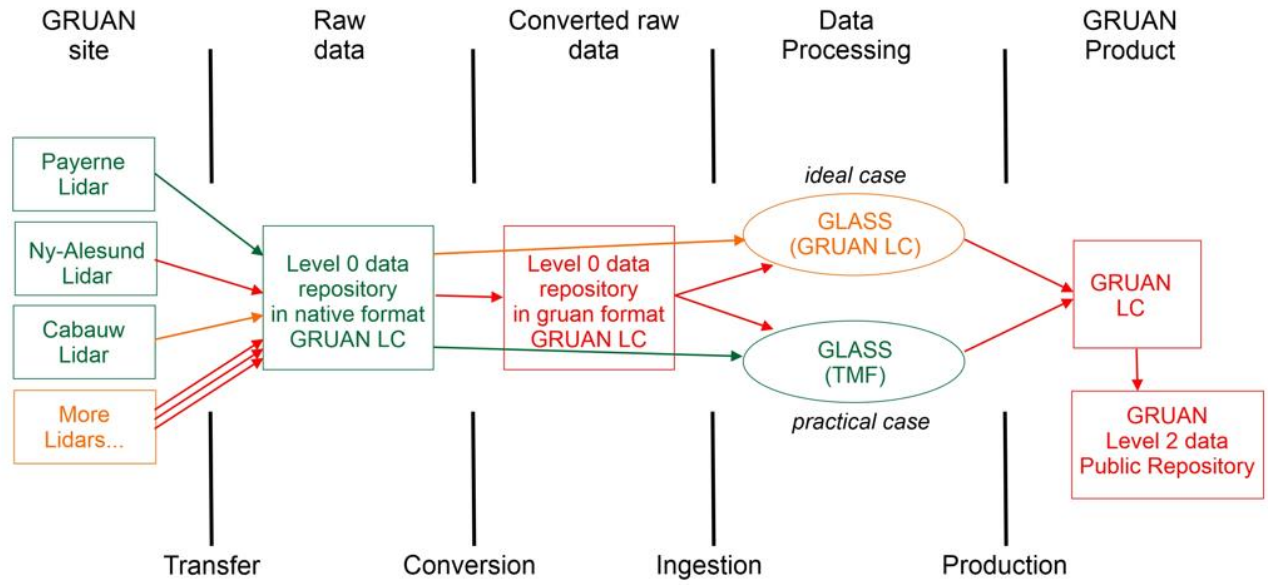 GRUAN
site
Raw
data
Converted raw
data
Data
Processing
GRUAN
Product
Payerne
Lidar
Ny-Alesund
Lidar
Cabauw
Lidar
More
Lidars...
Level 0 data
repository
in native format
GRUAN LC
Level 0 data
repository
in gruan format
GRUAN LC
ideal case
GLASS
(GRUAN LC)
GLASS
(TMF)
practical case
GRUAN
LC
GRUAN
Level 2 data
Public Repository
Transfer
Conversion
Ingestion
Production